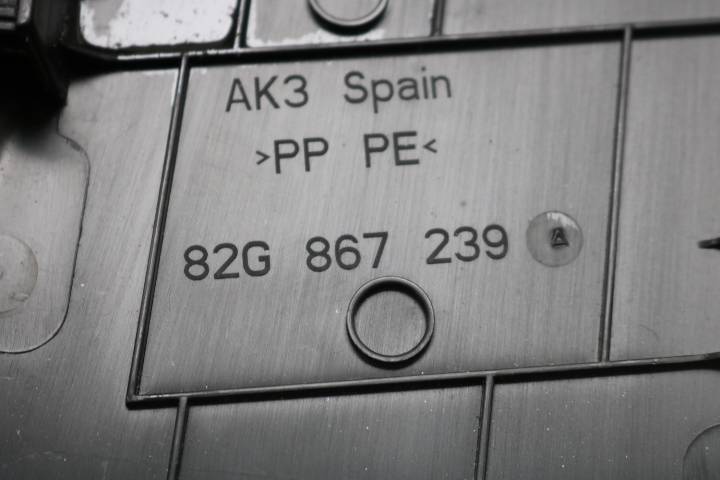 AK3 Spain
>PP PE<
82G 867 239